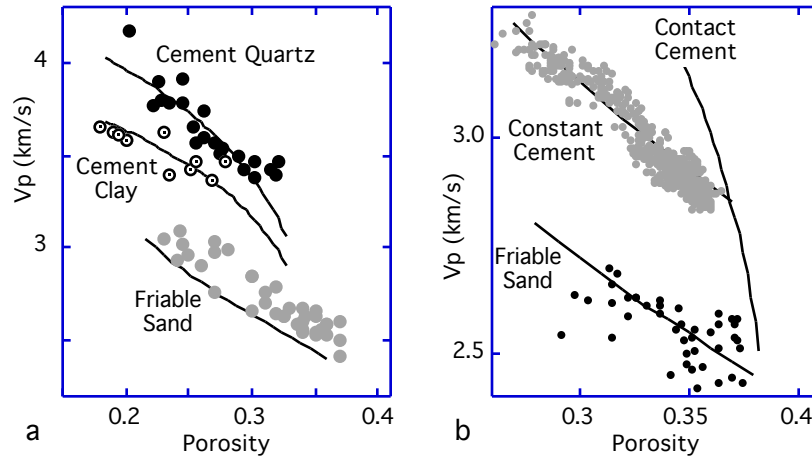 4
3
Vp (km/s)
Cement Quartz
Cement
Clay
Friable
Sand
0.2
0.3
0.4
Porosity
a
3.0
2.5
Vp (km/s)
Contact
Cement
Constant
Cement
Friable
Sand
0.3
0.35
0.4
Porosity
b